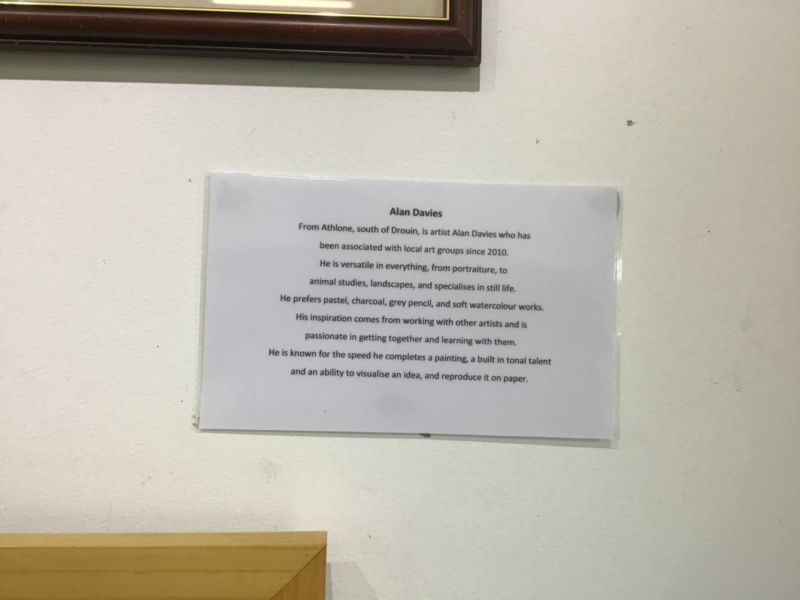 Alan Davies
From Athlone, south of Drouin, is artist Alan Davies who has
been associated with local art groups since 2010.
He is versatile in everything, from portraiture, to
animal studies, landscapes, and specialises in still life.
He prefers pastel, charcoal, grey pencil, and soft watercolour works.
His inspiration comes from working with other artists and is
passionate in getting together and learning with them.
He is known for the speed he completes a painting, a built in tonal talent
and an ability to visualise an idea, and reproduce it on paper.